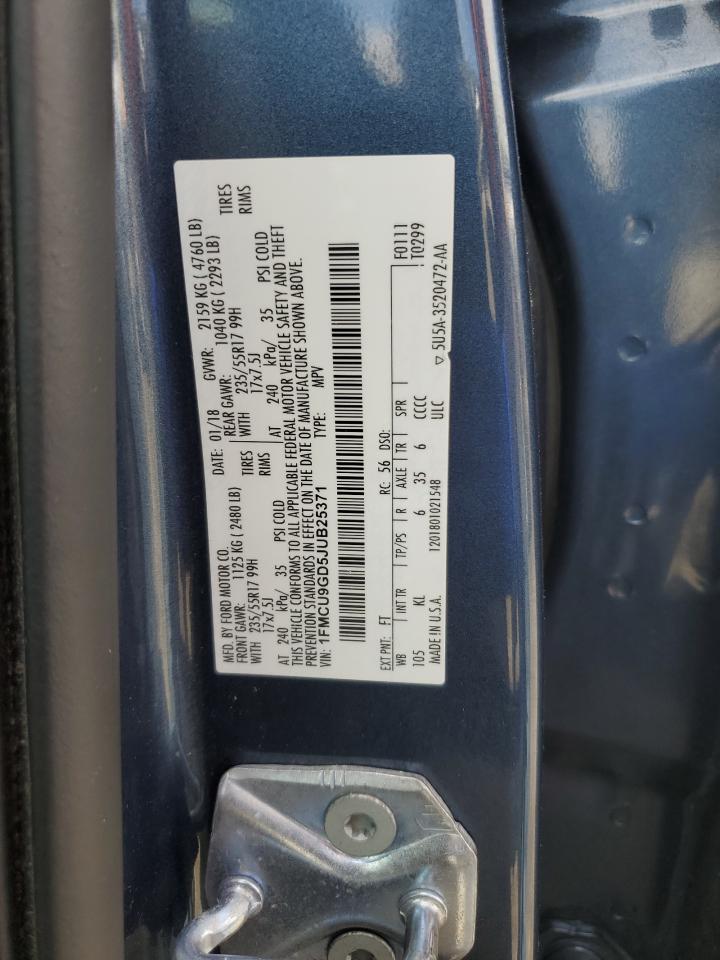 MFD. BY FORD MOTOR CO.
DATE: 01/18 GVWR: 2159 KG ( 4760 LB)
FRONT GAWR: 1125 KG ( 2480 LB) REAR GAWR: 1040 KG ( 2293 LB)
WITH 235/55R17 99H TIRES WITH 235/55R17 99H TIRES
17x7.5J RIMS 17x7.5J RIMS
AT 240 kPa/ 35 PSI COLD AT 240 kPa/ 35 PSI COLD
THIS VEHICLE CONFORMS TO ALL APPLICABLE FEDERAL MOTOR VEHICLE SAFETY AND THEFT
PREVENTION STANDARDS IN EFFECT ON THE DATE OF MANUFACTURE SHOWN ABOVE.
VIN: 1FMCU9GD5JUB25371 TYPE: MPV
EXT PNT: FT RC: 56 DSO: F0111
WB INT TR TP/PS R AXLE TR SPR T0299
105 KL 6 35 6 CCCC ▽ 5U5A-3520472-AA
MADE IN U.S.A. 1201801021548 ULC